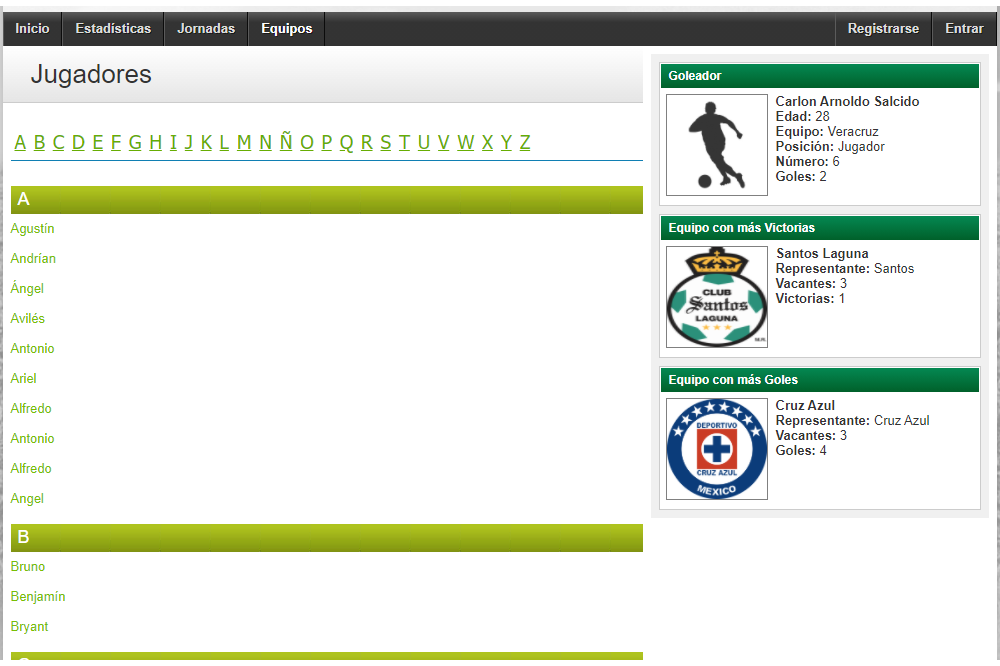 Inicio Estadísticas Jornadas Equipos Registrarse Entrar
Jugadores
A B C D E F G H I J K L M N Ñ O P Q R S T U V W X Y Z
A
Agustín
Andrían
Ángel
Avilés
Antonio
Ariel
Alfredo
Antonio
Alfredo
Angel
B
Bruno
Benjamín
Bryant
Goleador
Carlon Arnoldo Salcido
Edad: 28
Equipo: Veracruz
Posición: Jugador
Número: 6
Goles: 2
Equipo con más Victorias
CLUB
Santos
LAGUNA
Santos Laguna
Representante: Santos
Vacantes: 3
Victorias: 1
Equipo con más Goles
DEPORTIVO
CRUZ AZUL
MEXICO
Cruz Azul
Representante: Cruz Azul
Vacantes: 3
Goles: 4